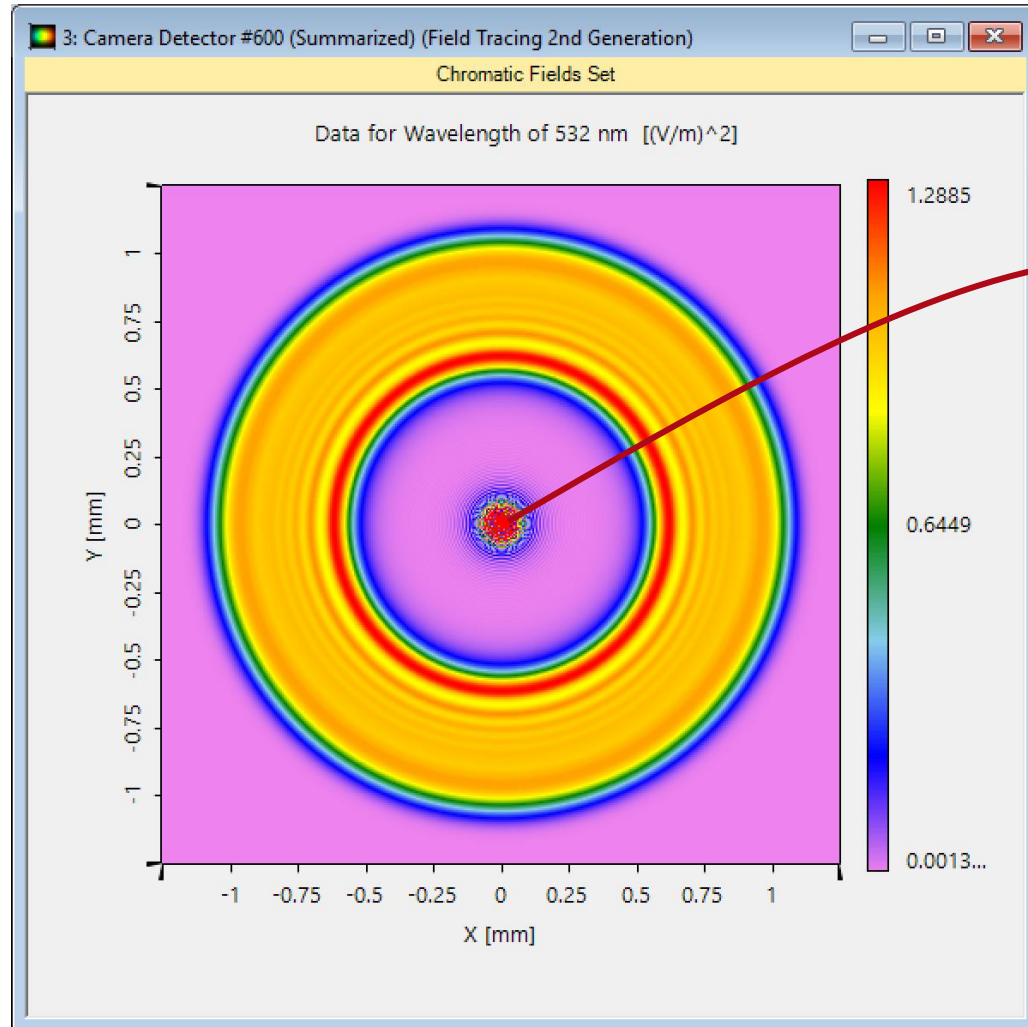 3: Camera Detector #600 (Summarized) (Field Tracing 2nd Generation)
Chromatic Fields Set
Data for Wavelength of 532 nm [(V/m)^2]
1.2885
0.6449
0.0013...
Y [mm]
1
0.75
0.5
0.25
0
-0.25
-0.5
-0.75
-1
-1 -0.75 -0.5 -0.25 0 0.25 0.5 0.75 1
X [mm]